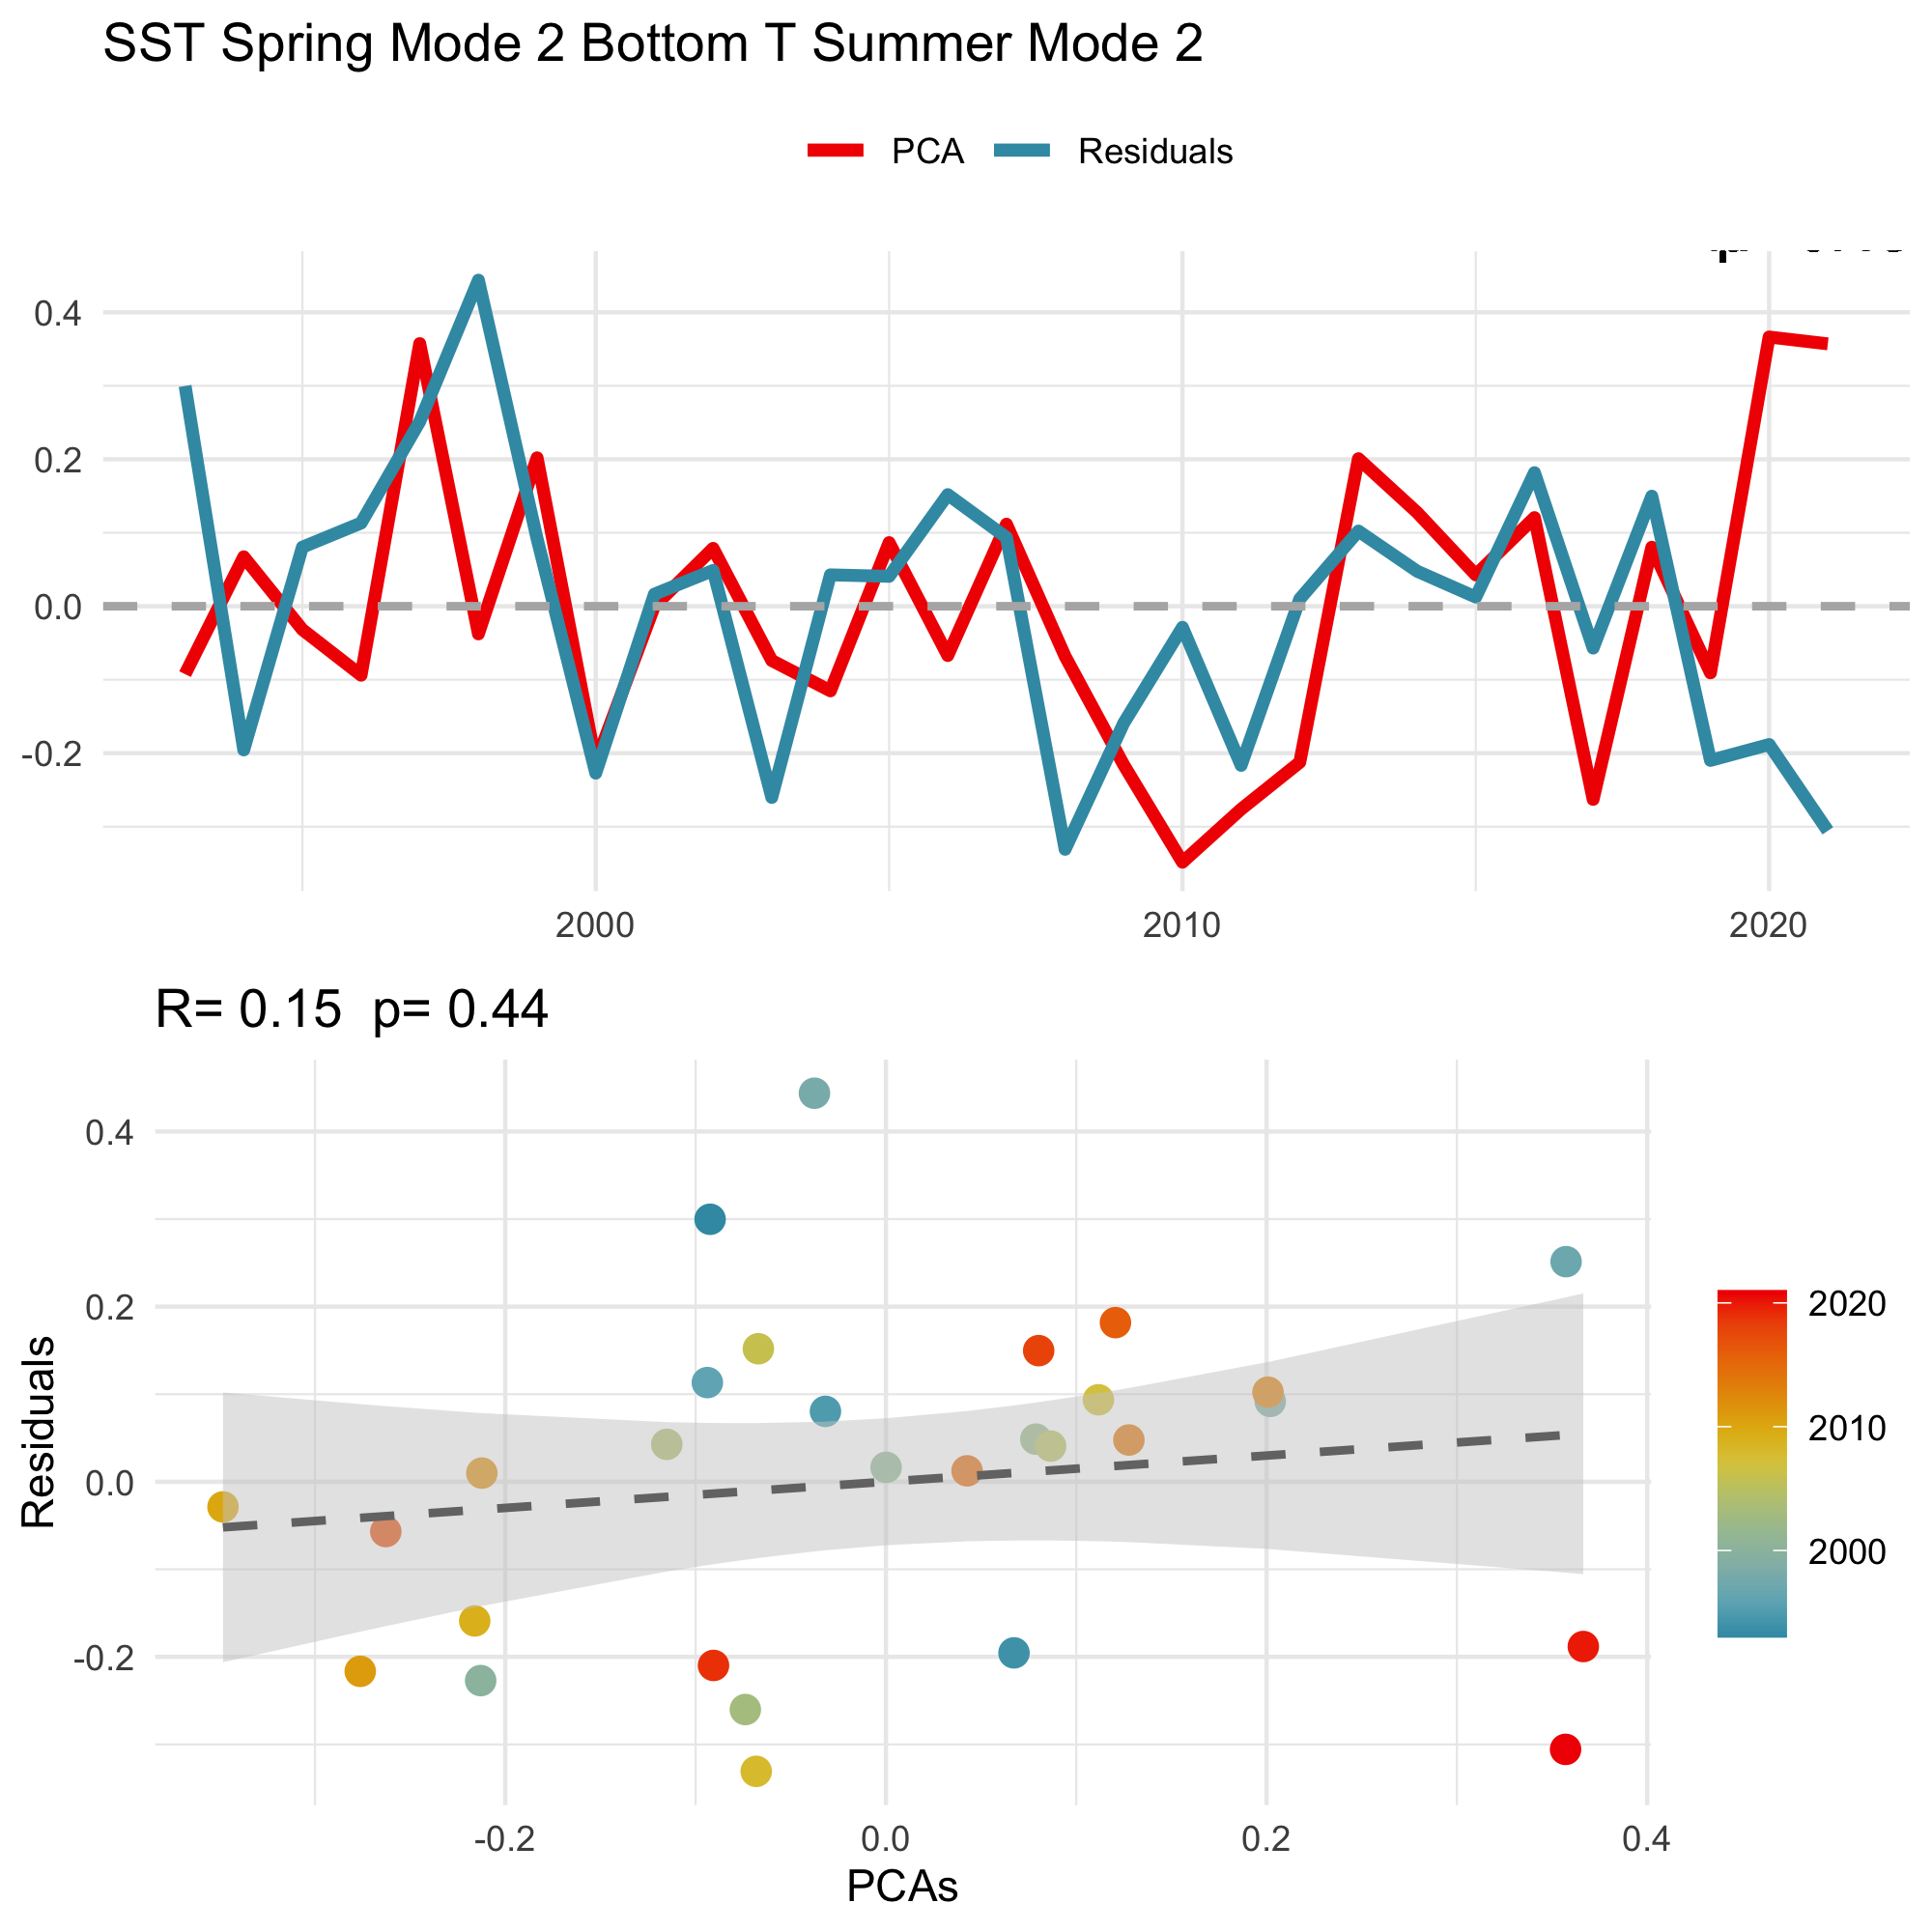 SST Spring Mode 2 Bottom T Summer Mode 2
PCA Residuals
0.4
0.2
0.0
-0.2
2000 2010 2020
R= 0.15 p= 0.44
Residuals
0.4
0.2
0.0
-0.2
-0.2 0.0 0.2 0.4
PCAs
2020
2010
2000